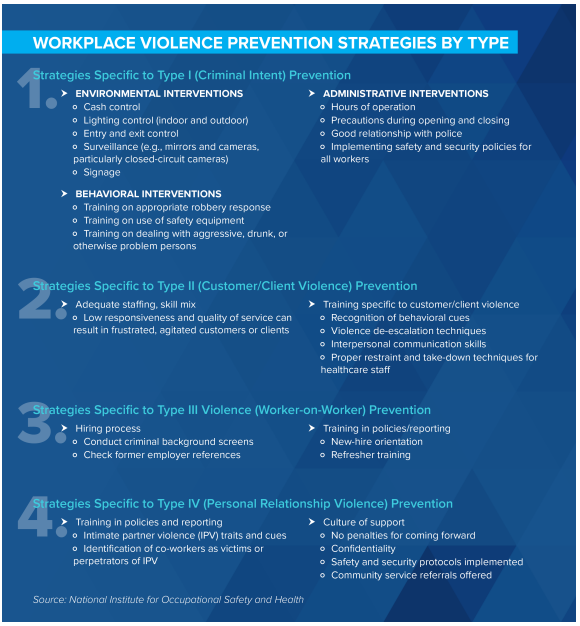 WORKPLACE VIOLENCE PREVENTION STRATEGIES BY TYPE
1.
Strategies Specific to Type I (Criminal Intent) Prevention
ENVIRONMENTAL INTERVENTIONS
Cash control
Lighting control (indoor and outdoor)
Entry and exit control
Surveillance (e.g., mirrors and cameras,
particularly closed-circuit cameras)
Signage
BEHAVIORAL INTERVENTIONS
Training on appropriate robbery response
Training on use of safety equipment
Training on dealing with aggressive, drunk, or
otherwise problem persons
ADMINISTRATIVE INTERVENTIONS
Hours of operation
Precautions during opening and closing
Good relationship with police
Implementing safety and security policies for
all workers
2.
Strategies Specific to Type II (Customer/Client Violence) Prevention
Adequate staffing, skill mix
Low responsiveness and quality of service can
result in frustrated, agitated customers or clients
Training specific to customer/client violence
Recognition of behavioral cues
Violence de-escalation techniques
Interpersonal communication skills
Proper restraint and take-down techniques for
healthcare staff
3.
Strategies Specific to Type III Violence (Worker-on-Worker) Prevention
Hiring process
Conduct criminal background screens
Check former employer references
Training in policies/reporting
New-hire orientation
Refresher training
4.
Strategies Specific to Type IV (Personal Relationship Violence) Prevention
Training in policies and reporting
Intimate partner violence (IPV) traits and cues
Identification of co-workers as victims or
perpetrators of IPV
Culture of support
No penalties for coming forward
Confidentiality
Safety and security protocols implemented
Community service referrals offered
Source: National Institute for Occupational Safety and Health